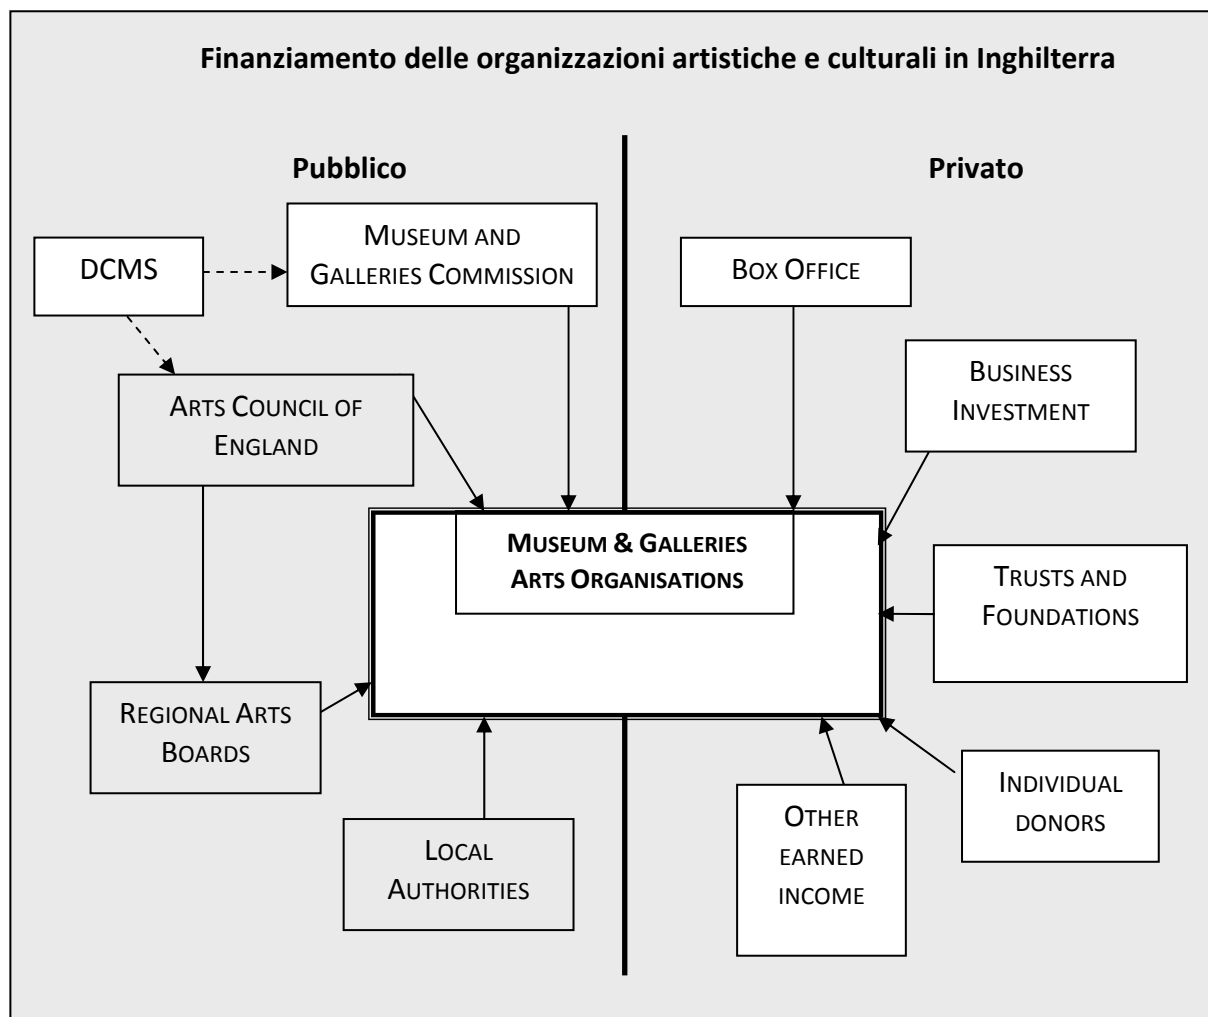 Finanziamento delle organizzazioni artistiche e culturali in Inghilterra
Pubblico
Privato
DCMS
MUSEUM AND
GALLERIES COMMISSION
BOX OFFICE
ARTS COUNCIL OF
ENGLAND
BUSINESS
INVESTMENT
MUSEUM & GALLERIES
ARTS ORGANISATIONS
TRUSTS AND
FOUNDATIONS
REGIONAL ARTS
BOARDS
LOCAL
AUTHORITIES
OTHER
EARNED
INCOME
INDIVIDUAL
DONORS